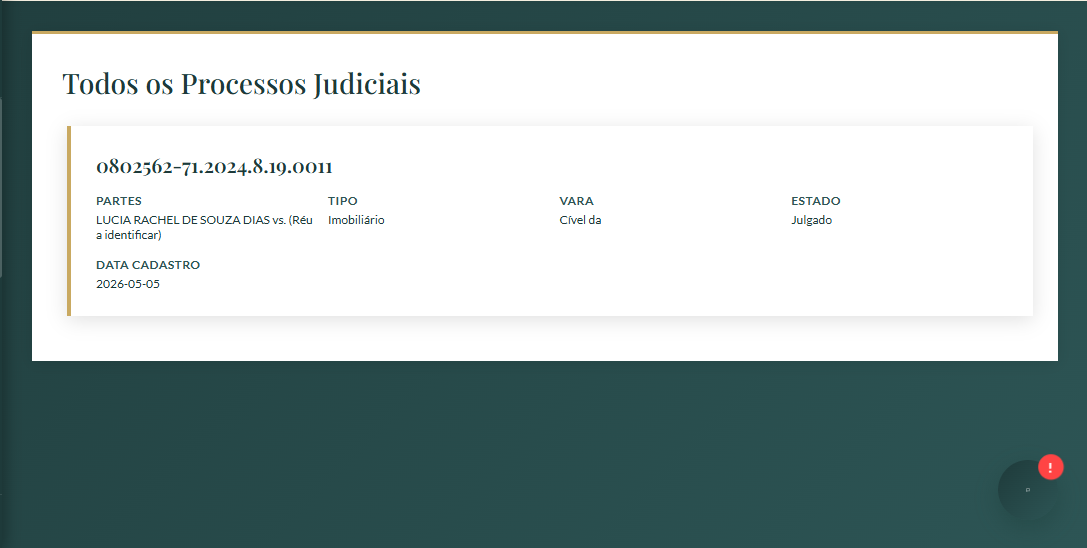 Todos os Processos Judiciais
0802562-71.2024.8.19.0011
PARTES TIPO VARA ESTADO
LUCIA RACHEL DE SOUZA DIAS vs. (Réu Imobiliário Cível da Julgado
a identificar)
DATA CADASTRO
2026-05-05
!